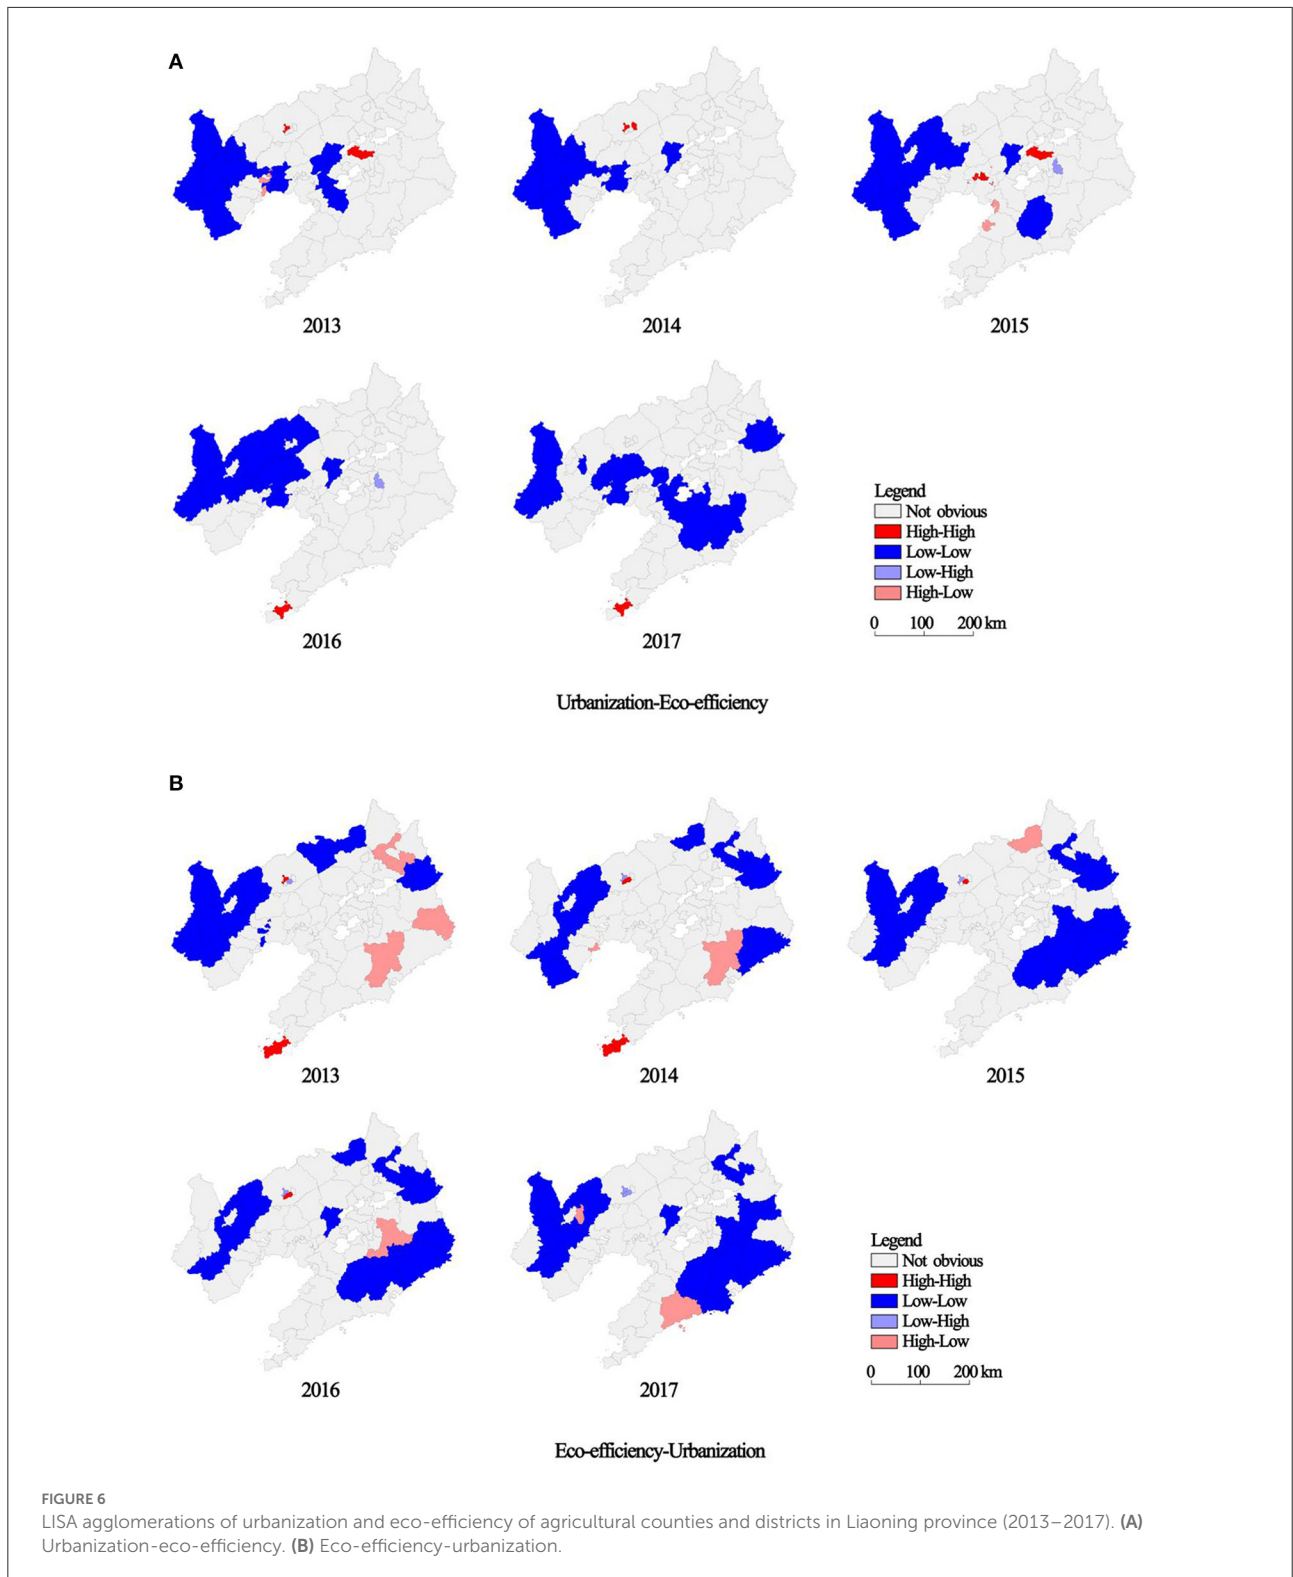 A
2013
2014
2015
2016
2017
Legend
Not obvious
High-High
Low-Low
Low-High
High-Low
0 100 200 km
Urbanization-Eco-efficiency
B
2013
2014
2015
2016
2017
Legend
Not obvious
High-High
Low-Low
Low-High
High-Low
0 100 200 km
Eco-efficiency-Urbanization
FIGURE 6
LISA agglomerations of urbanization and eco-efficiency of agricultural counties and districts in Liaoning province (2013–2017). (A)
Urbanization-eco-efficiency. (B) Eco-efficiency-urbanization.